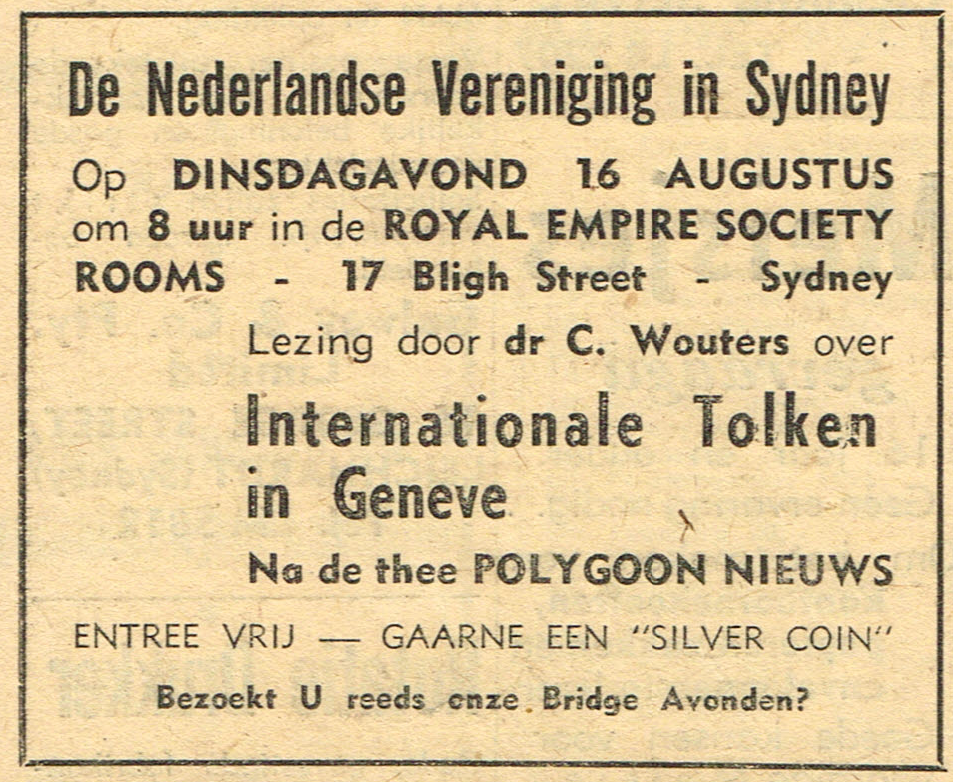 De Nederlandse Vereniging in Sydney
Op DINSDAGAVOND 16 AUGUSTUS
om 8 uur in de ROYAL EMPIRE SOCIETY
ROOMS - 17 Bligh Street - Sydney
Lezing door dr C. Wouters over
Internationale Tolken
in Geneve
Na de thee POLYGOON NIEUWS
ENTREE VRIJ — GAARNE EEN "SILVER COIN"
Bezoekt U reeds onze Bridge Avonden?